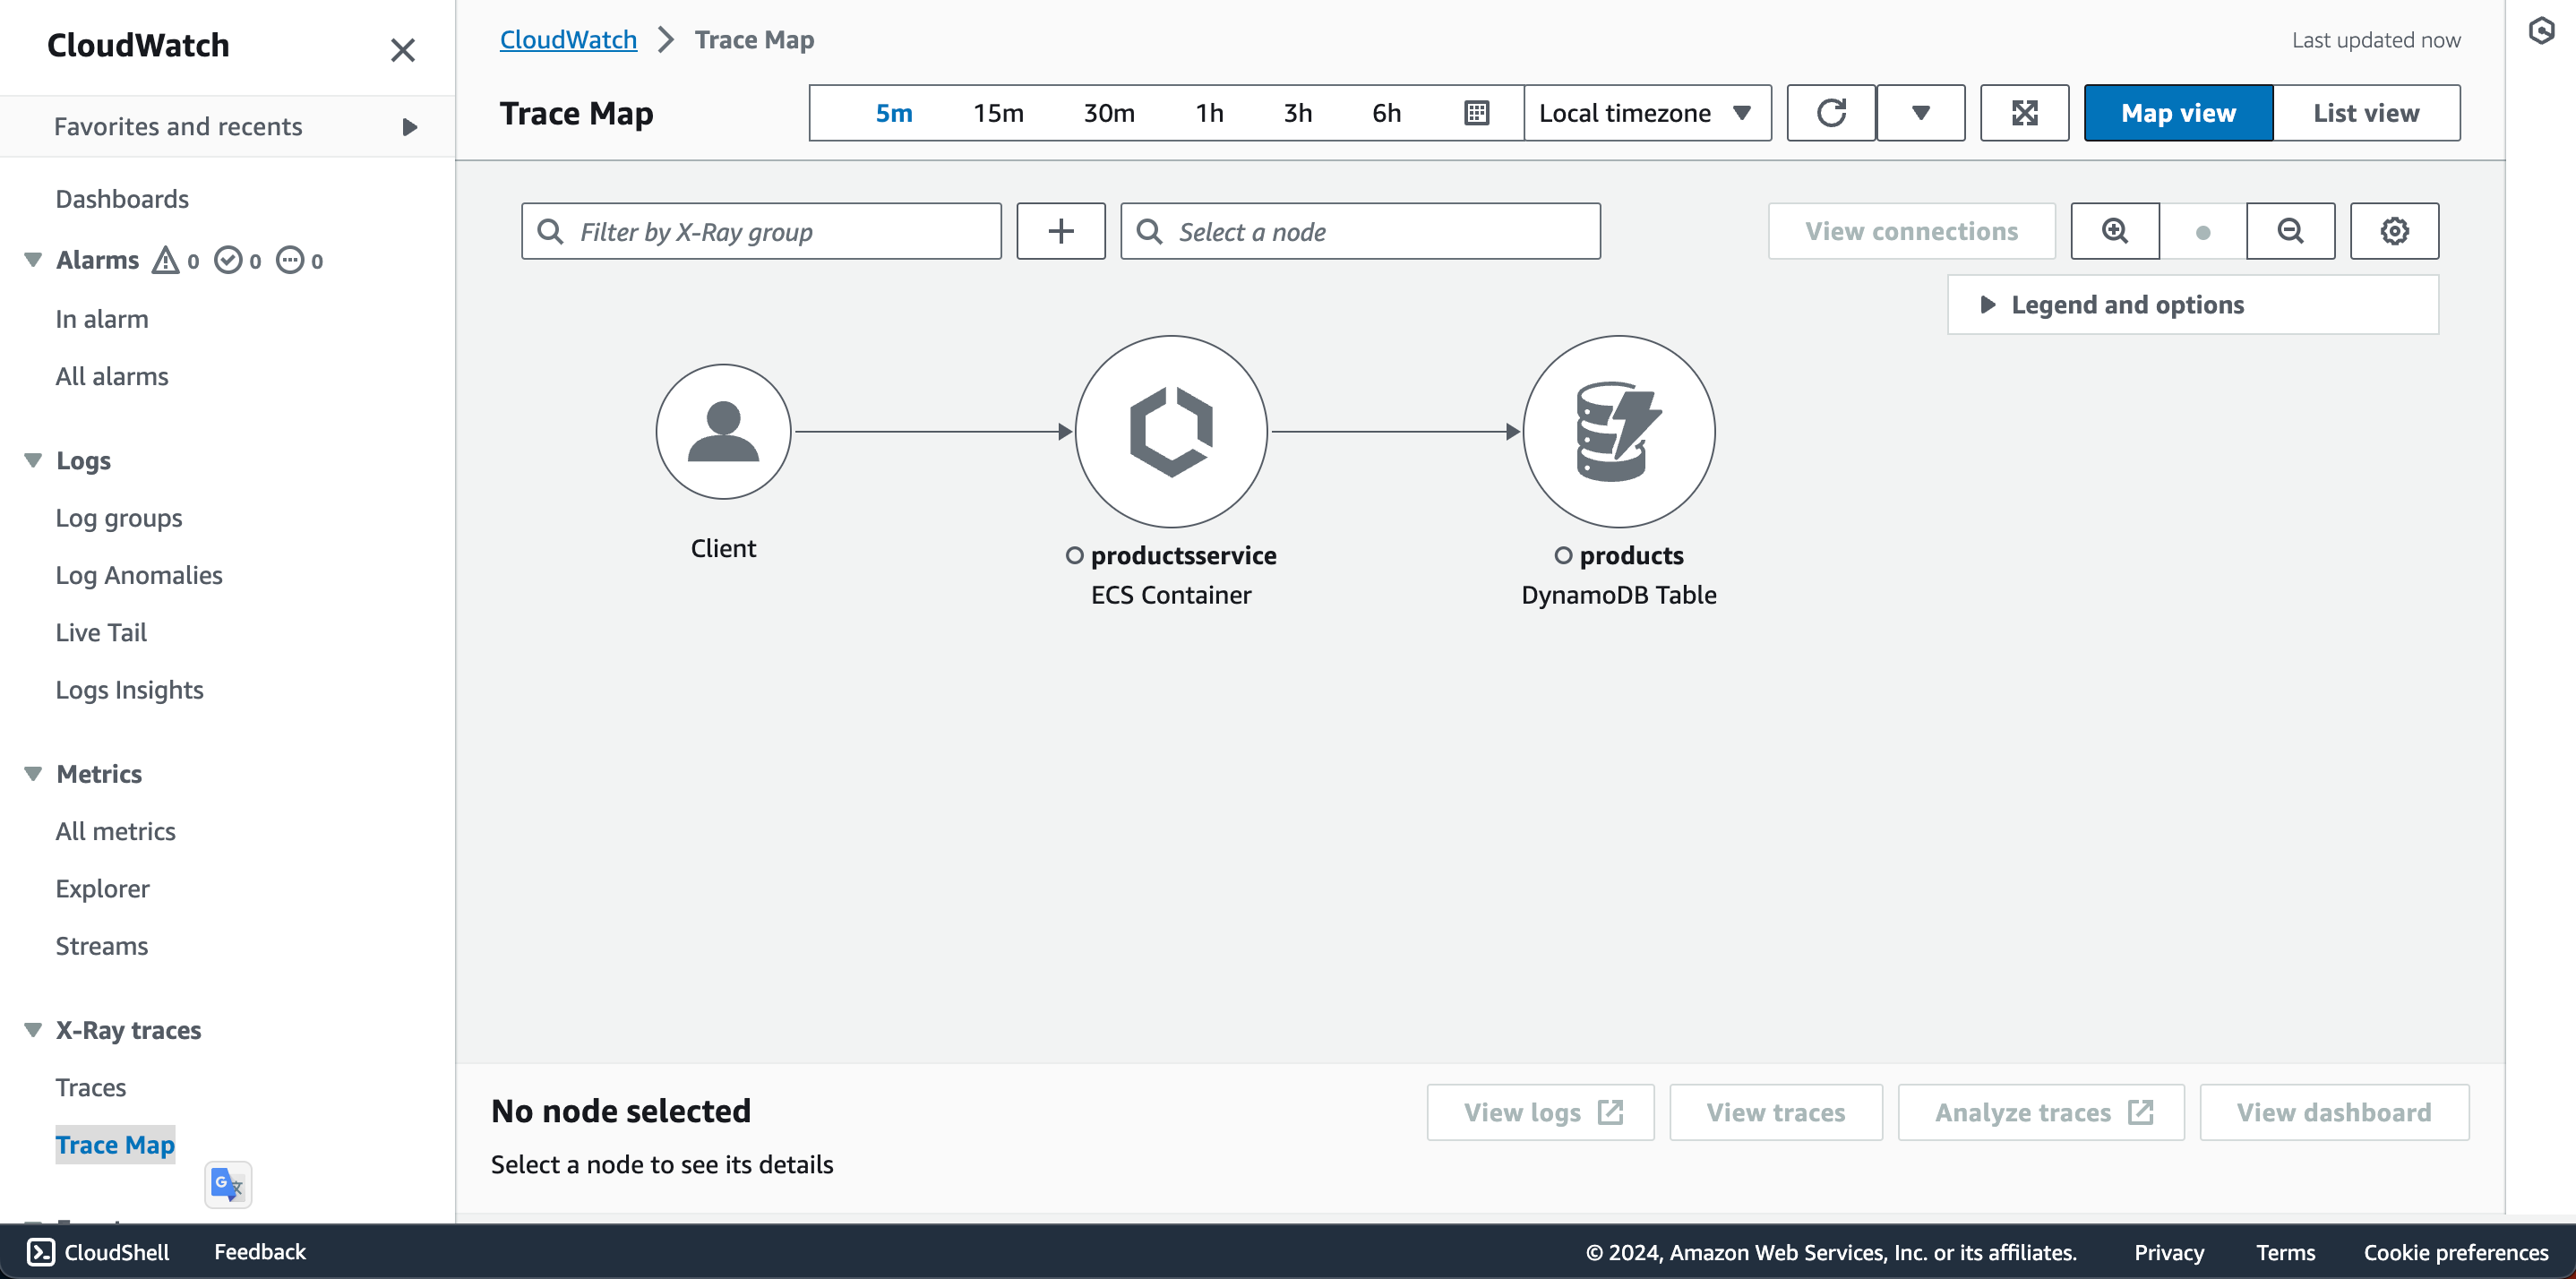 CloudWatch
Favorites and recents
Dashboards
Alarms 0 0 0
In alarm
All alarms
Logs
Log groups
Log Anomalies
Live Tail
Logs Insights
Metrics
All metrics
Explorer
Streams
X-Ray traces
Traces
Trace Map
CloudWatch > Trace Map
Last updated now
Trace Map
5m 15m 30m 1h 3h 6h Local timezone
Map view List view
Filter by X-Ray group
Select a node
View connections
Legend and options
Client
productsservice
ECS Container
products
DynamoDB Table
No node selected
Select a node to see its details
View logs View traces Analyze traces View dashboard
CloudShell Feedback
© 2024, Amazon Web Services, Inc. or its affiliates. Privacy Terms Cookie preferences